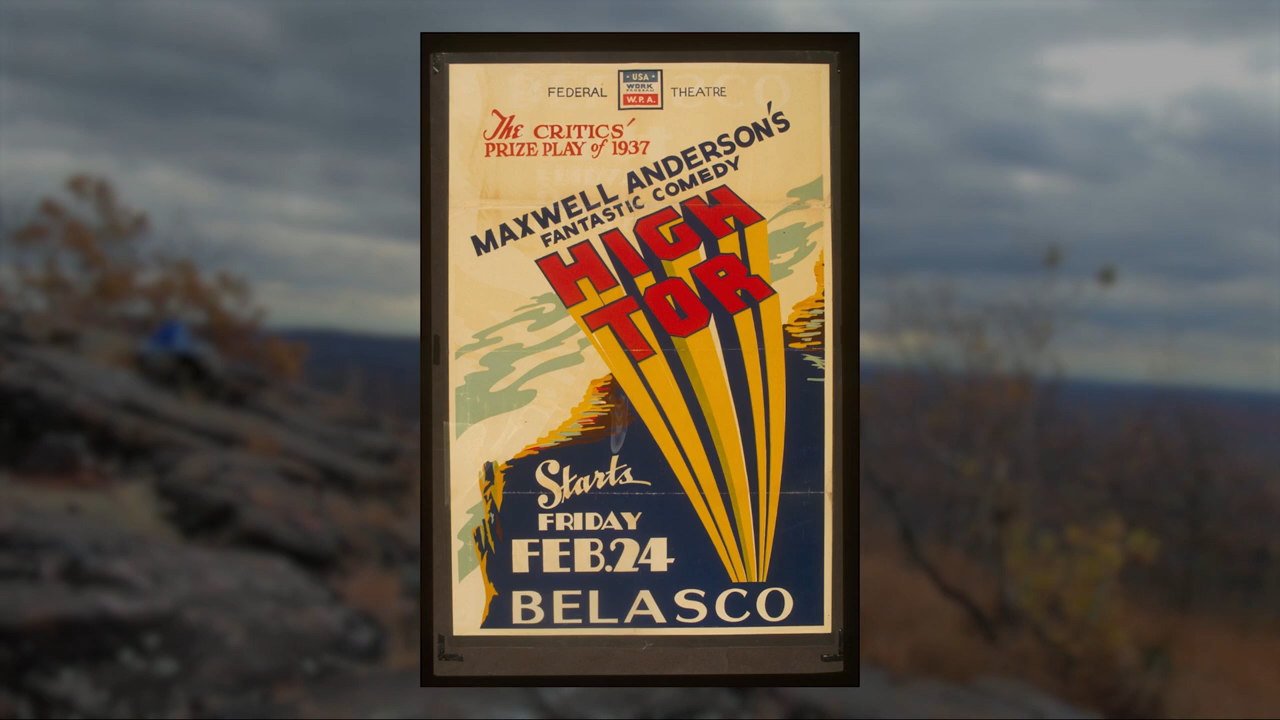 FEDERAL THEATRE
USA
WORK
PROGRAM
W.P.A.
The CRITICS'
PRIZE PLAY of 1937
MAXWELL ANDERSON'S
FANTASTIC COMEDY
HIGH
TOR
Starts
FRIDAY
FEB. 24
BELASCO